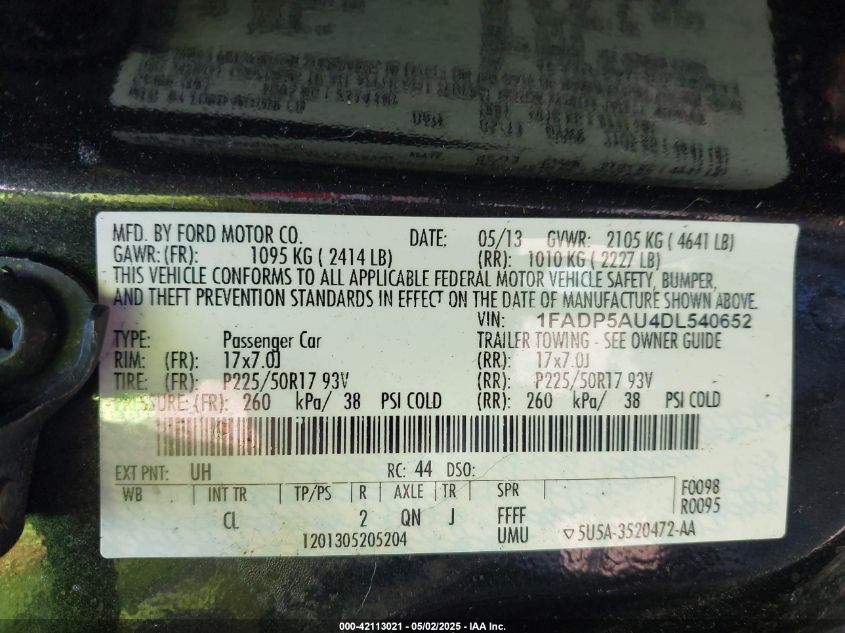 MFD. BY FORD MOTOR CO. DATE: 05/13 GVWR: 2105 KG ( 4641 LB)
GAWR: (FR): 1095 KG ( 2414 LB) (RR): 1010 KG ( 2227 LB)
THIS VEHICLE CONFORMS TO ALL APPLICABLE FEDERAL MOTOR VEHICLE SAFETY, BUMPER,
AND THEFT PREVENTION STANDARDS IN EFFECT ON THE DATE OF MANUFACTURE SHOWN ABOVE.
VIN: 1FADP5AU4DL540652
TYPE: Passenger Car TRAILER TOWING - SEE OWNER GUIDE
RIM: (FR): 17x7.0J (RR): 17x7.0J
TIRE: (FR): P225/50R17 93V (RR): P225/50R17 93V
PRESSURE: (FR): 260 kPa/ 38 PSI COLD (RR): 260 kPa/ 38 PSI COLD
EXT PNT: UH RC: 44 DSO:
WB INT TR TP/PS R AXLE TR SPR F0098
R0095
CL 2 QN J FFFF
1201305205204 UMU ▽5U5A-3520472-AA
000-42113021 - 05/02/2025 - IAA Inc.